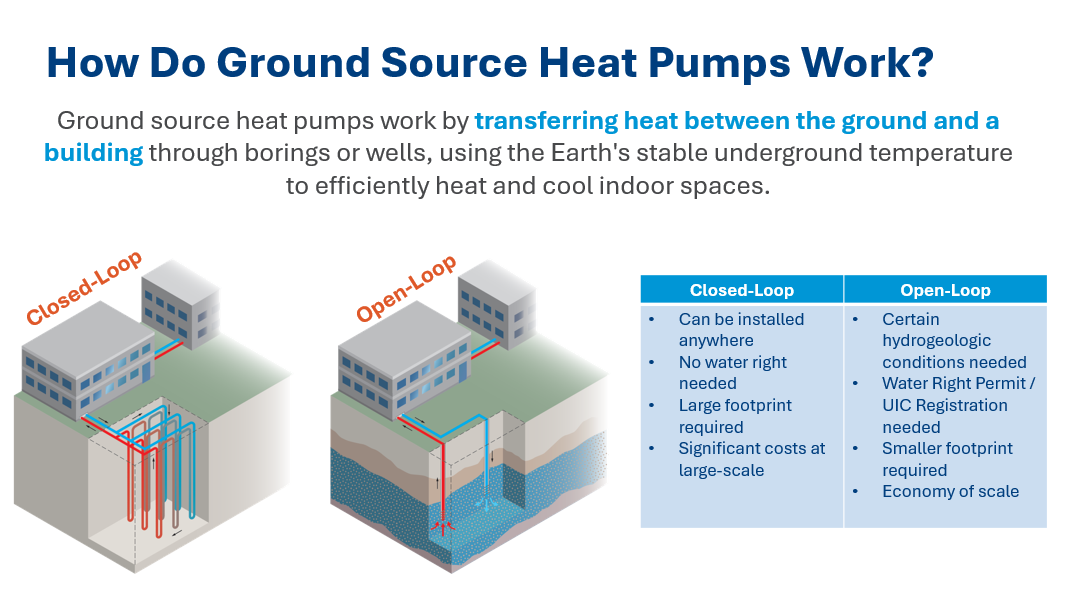 How Do Ground Source Heat Pumps Work?
Ground source heat pumps work by transferring heat between the ground and a
building through borings or wells, using the Earth's stable underground temperature
to efficiently heat and cool indoor spaces.
Closed-Loop
Open-Loop
Closed-Loop
• Can be installed
anywhere
• No water right
needed
• Large footprint
required
• Significant costs at
large-scale
Open-Loop
• Certain
hydrogeologic
conditions needed
• Water Right Permit /
UIC Registration
needed
• Smaller footprint
required
• Economy of scale